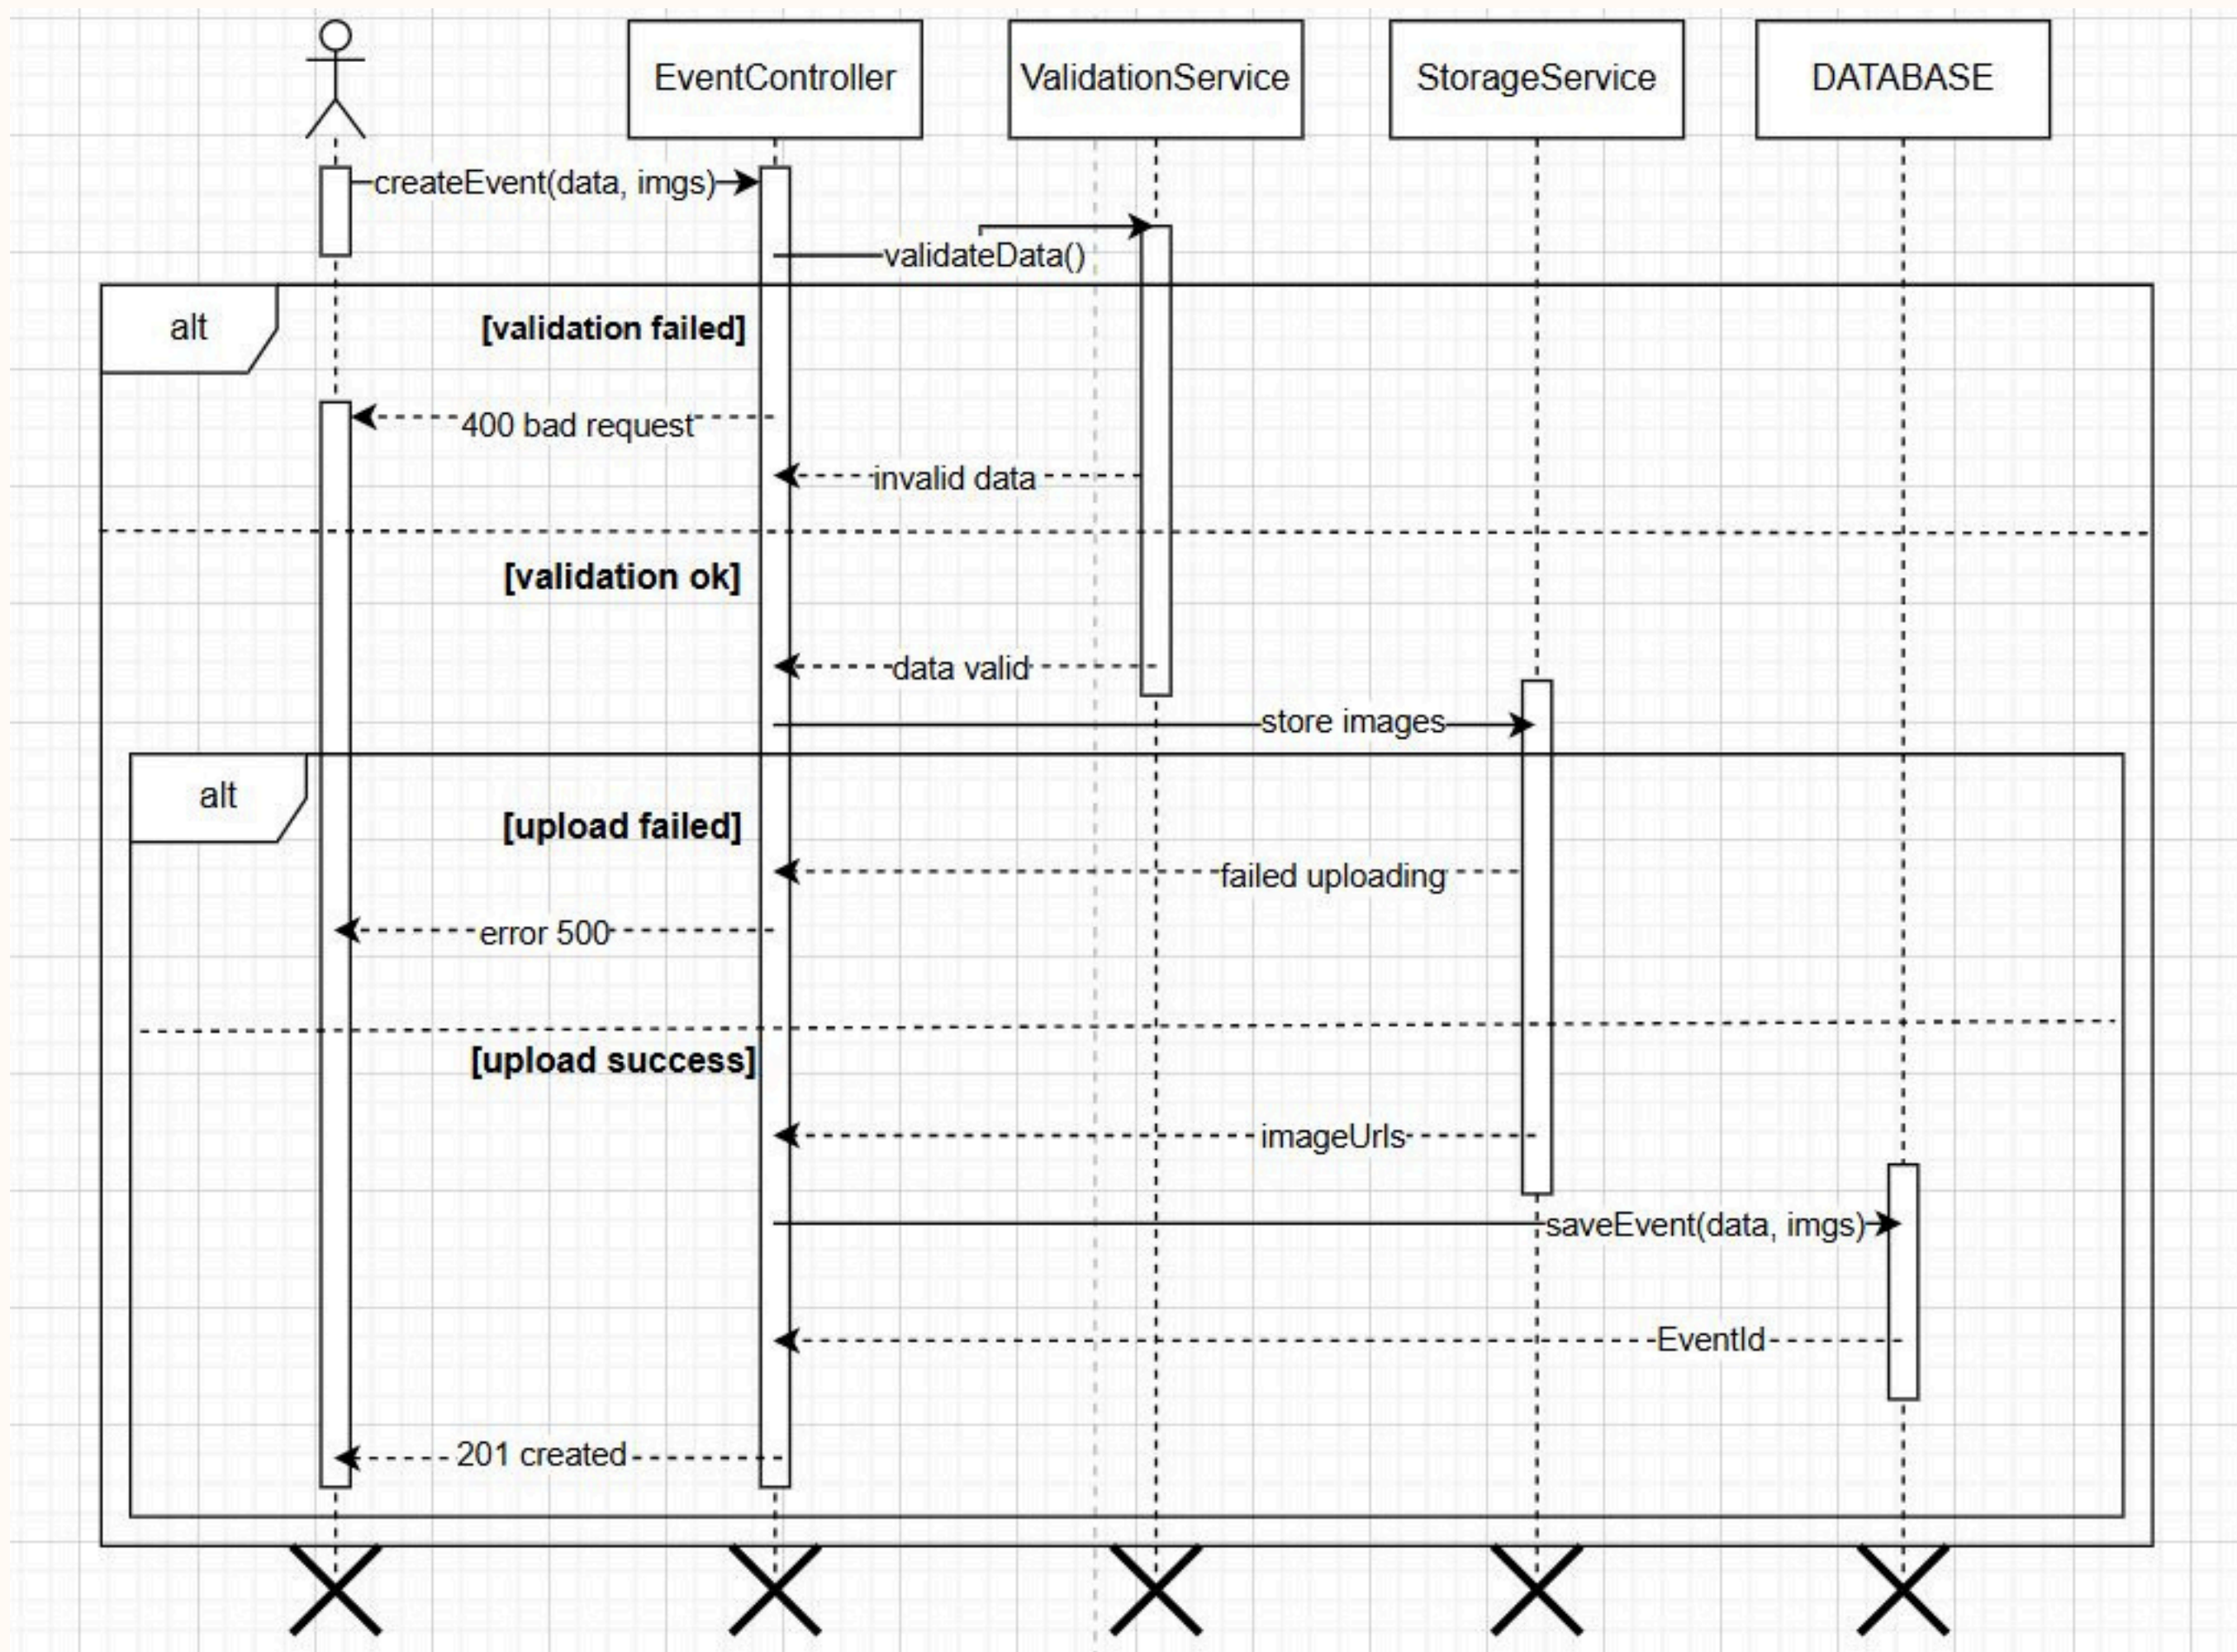 EventController
ValidationService
StorageService
DATABASE
createEvent(data, imgs)
validateData()
alt
[validation failed]
400 bad request
invalid data
[validation ok]
data valid
store images
alt
[upload failed]
failed uploading
error 500
[upload success]
imageUrls
saveEvent(data, imgs)
EventId
201 created